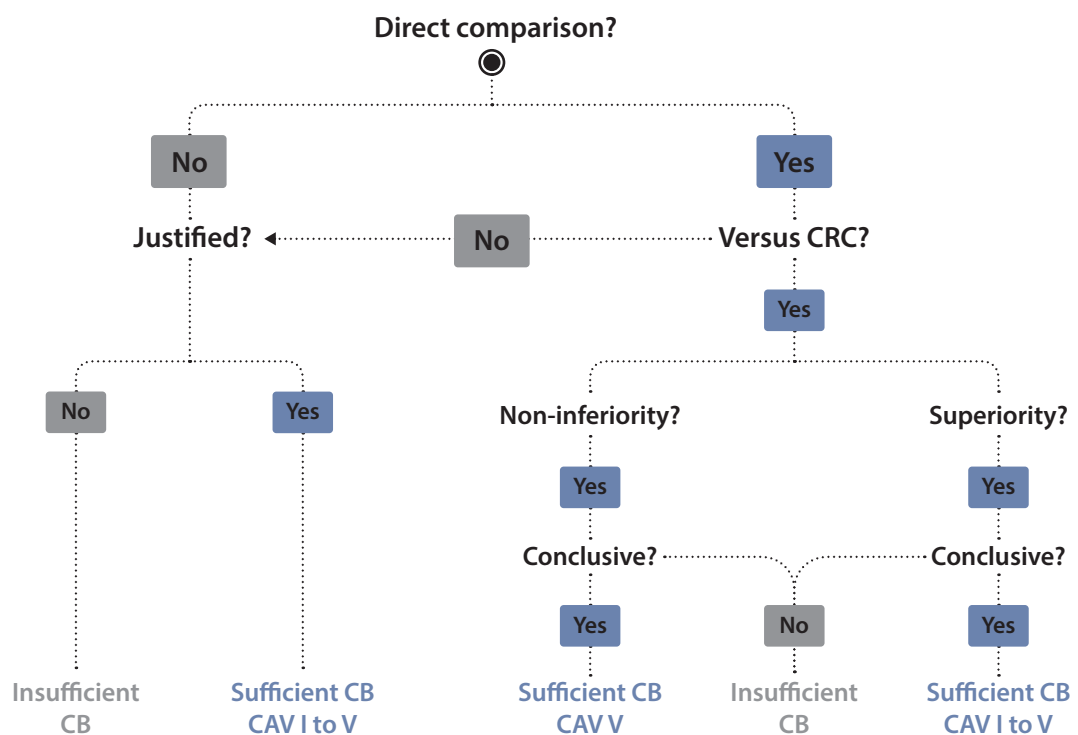 Direct comparison?
No
Yes
Justified?
No
Versus CRC?
Yes
No
Yes
Non-inferiority?
Superiority?
Yes
Yes
Conclusive?
Conclusive?
Yes
No
Yes
Insufficient
CB
Sufficient CB
CAV I to V
Sufficient CB
CAV V
Insufficient
CB
Sufficient CB
CAV I to V